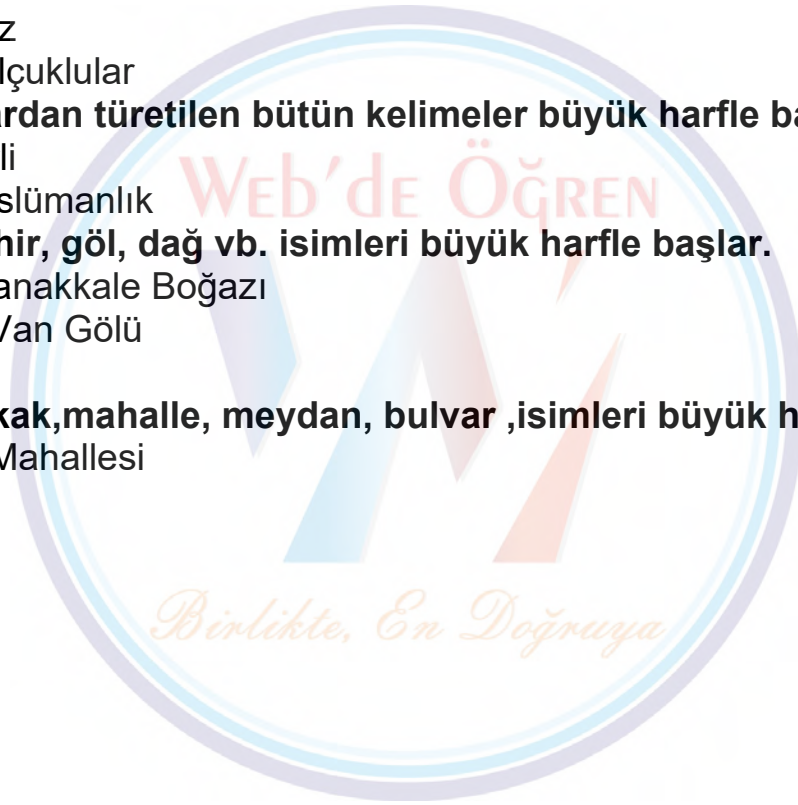 z
lçuklular
ardan türetilen bütün kelimeler büyük harfle ba
li
slümanlık
WEB'DE ÖĞREN
hir, göl, dağ vb. isimleri büyük harfle başlar.
anakkale Boğazı
Van Gölü
kak,mahalle, meydan, bulvar ,isimleri büyük h
Mahallesi
Birlikte, En Doğruya